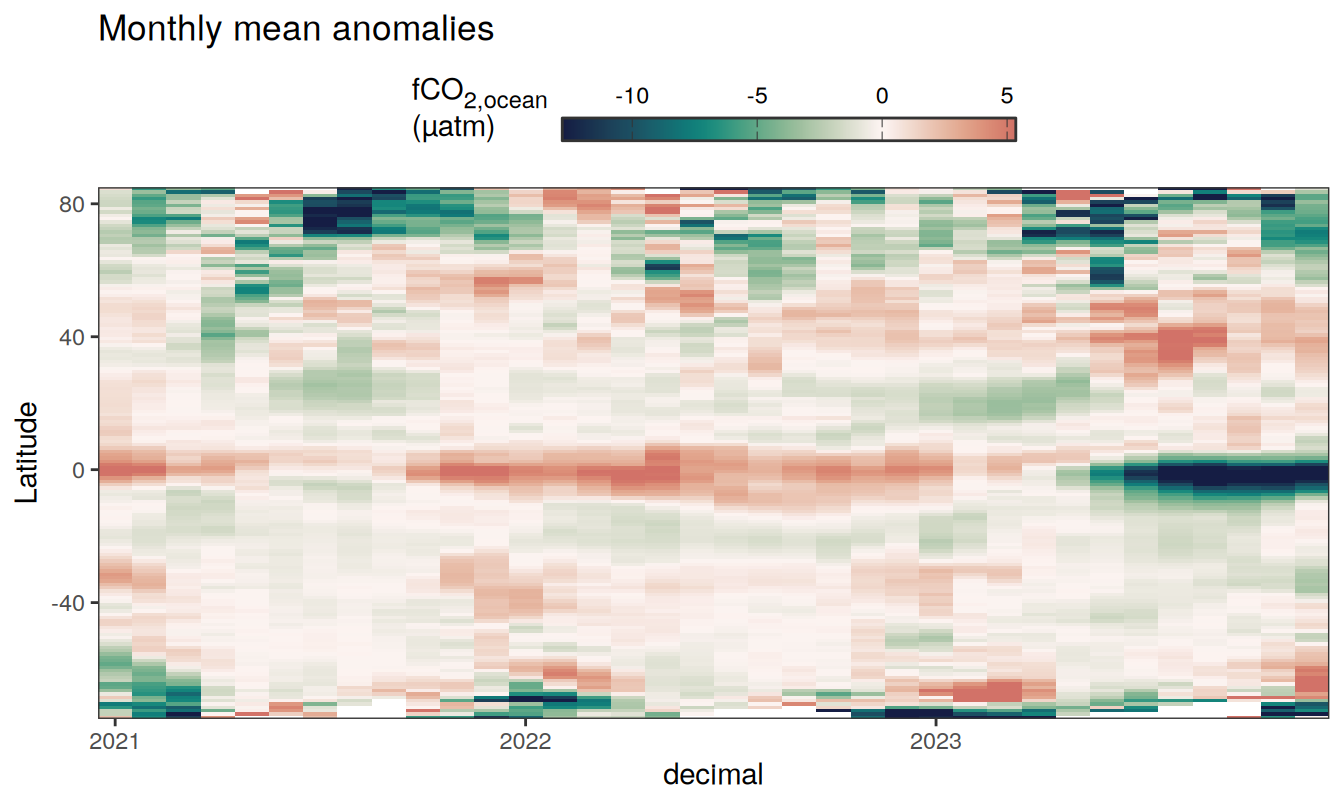 Monthly mean anomalies
fCO2,ocean
(µatm)
-10 -5 0 5
80
40
0
-40
Latitude
2021 2022 2023
decimal